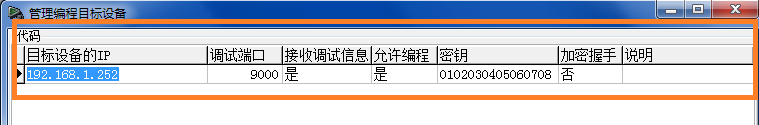 管理编程目标设备
代码
目标设备的IP 调试端口 接收调试信息 允许编程 密钥 加密握手 说明
192.168.1.252 9000 是 是 0102030405060708 否